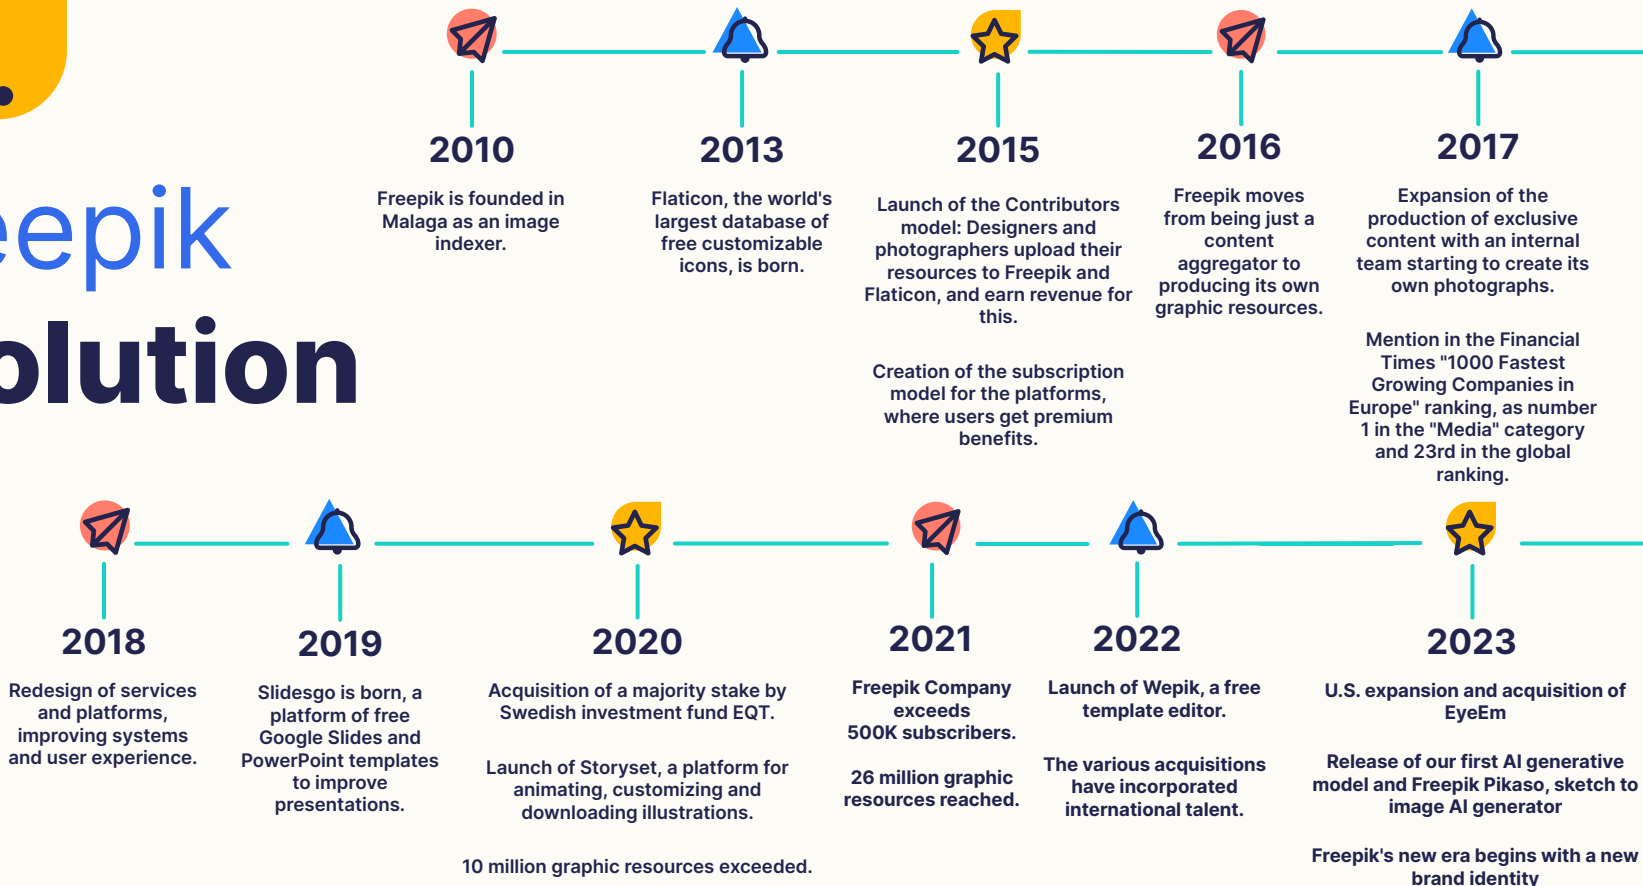 eepik
olution
2010
Freepik is founded in
Malaga as an image
indexer.
2013
Flaticon, the world's
largest database of
free customizable
icons, is born.
2015
Launch of the Contributors
model: Designers and
photographers upload their
resources to Freepik and
Flaticon, and earn revenue for
this.
Creation of the subscription
model for the platforms,
where users get premium
benefits.
2016
Freepik moves
from being just a
content
aggregator to
producing its own
graphic resources.
2017
Expansion of the
production of exclusive
content with an internal
team starting to create its
own photographs.
Mention in the Financial
Times "1000 Fastest
Growing Companies in
Europe" ranking, as number
1 in the "Media" category
and 23rd in the global
ranking.
2018
Redesign of services
and platforms,
improving systems
and user experience.
2019
Slidesgo is born, a
platform of free
Google Slides and
PowerPoint templates
to improve
presentations.
2020
Acquisition of a majority stake by
Swedish investment fund EQT.
Launch of Storyset, a platform for
animating, customizing and
downloading illustrations.
10 million graphic resources exceeded.
2021
Freepik Company
exceeds
500K subscribers.
26 million graphic
resources reached.
2022
Launch of Wepik, a free
template editor.
The various acquisitions
have incorporated
international talent.
2023
U.S. expansion and acquisition of
EyeEm
Release of our first AI generative
model and Freepik Pikaso, sketch to
image AI generator
Freepik's new era begins with a new
brand identity